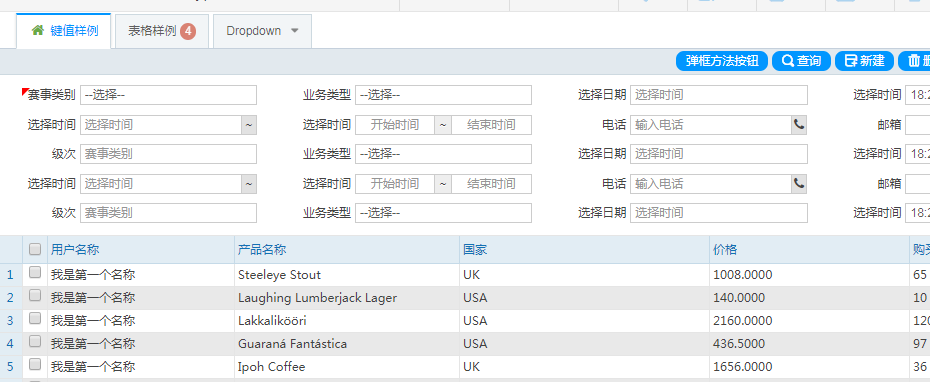 键值样例 表格样例 4 Dropdown
弹框方法按钮 查询 新建
赛事类别 --选择-- 业务类型 --选择-- 选择日期 选择时间 选择时间 18:2
选择时间 选择时间 ~ 选择时间 开始时间 ~ 结束时间 电话 输入电话 邮箱
级次 赛事类别 业务类型 --选择-- 选择日期 选择时间 选择时间 18:2
选择时间 选择时间 ~ 选择时间 开始时间 ~ 结束时间 电话 输入电话 邮箱
级次 赛事类别 业务类型 --选择-- 选择日期 选择时间 选择时间 18:2
用户名称 产品名称 国家 价格 购买
1 我是第一个名称 Steeleye Stout UK 1008.0000 65
2 我是第一个名称 Laughing Lumberjack Lager USA 140.0000 10
3 我是第一个名称 Lakkalikööri USA 2160.0000 120
4 我是第一个名称 Guaraná Fantástica USA 436.5000 97
5 我是第一个名称 Ipoh Coffee UK 1656.0000 36